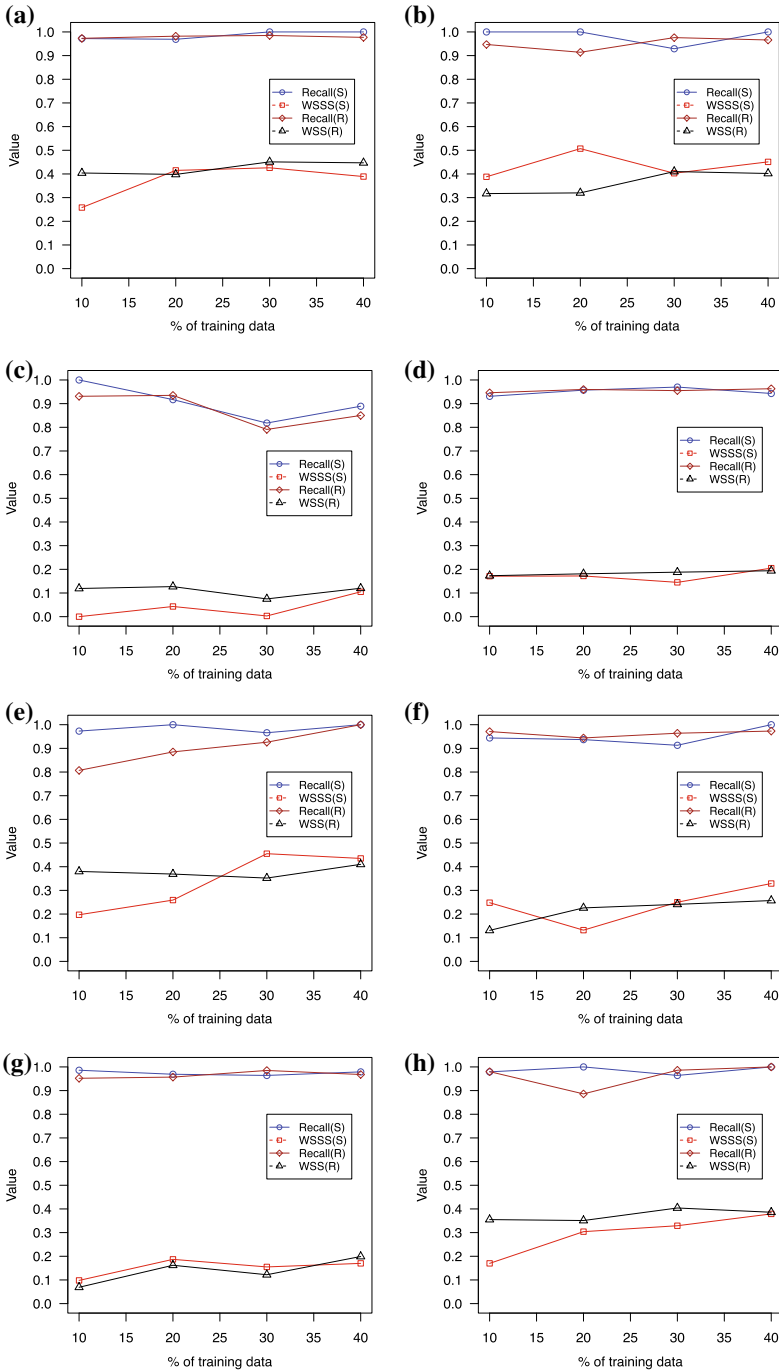 (a)
1.0
0.9
0.8
0.7
0.6
0.5
0.4
0.3
0.2
0.1
0.0
Value
Recall(S)
WSSS(S)
Recall(R)
WSS(R)
10 15 20 25 30 35 40
% of training data
(b)
1.0
0.9
0.8
0.7
0.6
0.5
0.4
0.3
0.2
0.1
0.0
Value
Recall(S)
WSSS(S)
Recall(R)
WSS(R)
10 15 20 25 30 35 40
% of training data
(c)
1.0
0.9
0.8
0.7
0.6
0.5
0.4
0.3
0.2
0.1
0.0
Value
Recall(S)
WSSS(S)
Recall(R)
WSS(R)
10 15 20 25 30 35 40
% of training data
(d)
1.0
0.9
0.8
0.7
0.6
0.5
0.4
0.3
0.2
0.1
0.0
Value
Recall(S)
WSSS(S)
Recall(R)
WSS(R)
10 15 20 25 30 35 40
% of training data
(e)
1.0
0.9
0.8
0.7
0.6
0.5
0.4
0.3
0.2
0.1
0.0
Value
Recall(S)
WSSS(S)
Recall(R)
WSS(R)
10 15 20 25 30 35 40
% of training data
(f)
1.0
0.9
0.8
0.7
0.6
0.5
0.4
0.3
0.2
0.1
0.0
Value
Recall(S)
WSSS(S)
Recall(R)
WSS(R)
10 15 20 25 30 35 40
% of training data
(g)
1.0
0.9
0.8
0.7
0.6
0.5
0.4
0.3
0.2
0.1
0.0
Value
Recall(S)
WSSS(S)
Recall(R)
WSS(R)
10 15 20 25 30 35 40
% of training data
(h)
1.0
0.9
0.8
0.7
0.6
0.5
0.4
0.3
0.2
0.1
0.0
Value
Recall(S)
WSSS(S)
Recall(R)
WSS(R)
10 15 20 25 30 35 40
% of training data